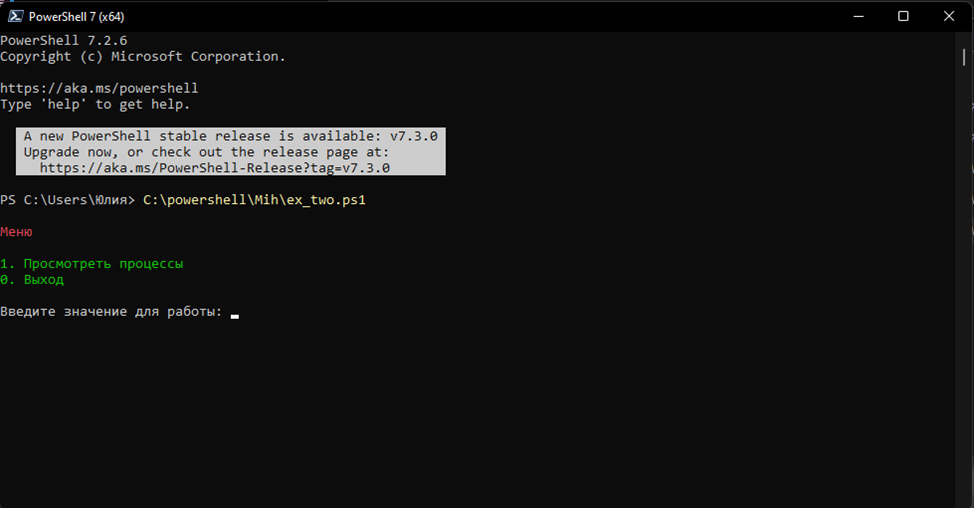 PowerShell 7 (x64)
PowerShell 7.2.6
Copyright (c) Microsoft Corporation.
https://aka.ms/powershell
Type 'help' to get help.
A new PowerShell stable release is available: v7.3.0
Upgrade now, or check out the release page at:
https://aka.ms/PowerShell-Release?tag=v7.3.0
PS C:\Users\Юлия> C:\powershell\Mih\ex_two.ps1
Меню
1. Просмотреть процессы
0. Выход
Введите значение для работы: